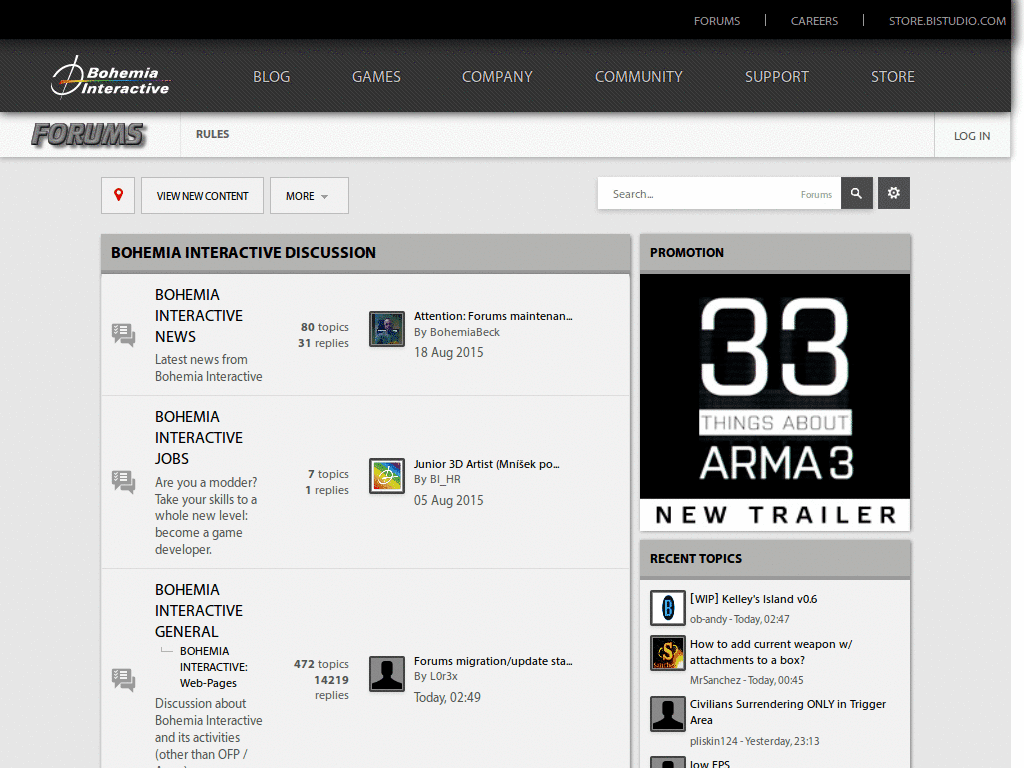 FORUMS CAREERS STORE.BISTUDIO.COM
Bohemia
Interactive
BLOG GAMES COMPANY COMMUNITY SUPPORT STORE
FORUMS
RULES
LOG IN
VIEW NEW CONTENT
MORE
Search...
Forums
BOHEMIA INTERACTIVE DISCUSSION
BOHEMIA
INTERACTIVE
NEWS
Latest news from
Bohemia Interactive
80 topics
31 replies
Attention: Forums maintenan...
By BohemiaBeck
18 Aug 2015
BOHEMIA
INTERACTIVE
JOBS
Are you a modder?
Take your skills to a
whole new level:
become a game
developer.
7 topics
1 replies
Junior 3D Artist (Mníšek po...
By BI_HR
05 Aug 2015
BOHEMIA
INTERACTIVE
GENERAL
BOHEMIA
INTERACTIVE:
Web-Pages
Discussion about
Bohemia Interactive
and its activities
(other than OFP /
472 topics
14219
replies
Forums migration/update sta...
By L0r3x
Today, 02:49
PROMOTION
33
THINGS ABOUT
ARMA 3
NEW TRAILER
RECENT TOPICS
[WIP] Kelley's Island v0.6
ob-andy - Today, 02:47
How to add current weapon w/
attachments to a box?
MrSanchez - Today, 00:45
Civilians Surrendering ONLY in Trigger
Area
pliskin124 - Yesterday, 23:13
low FPS